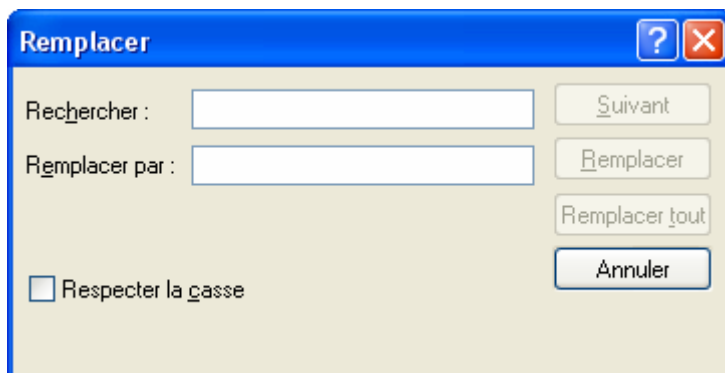 Remplacer
Rechercher :
Suivant
Remplacer par :
Remplacer
Remplacer tout
Annuler
Respecter la casse